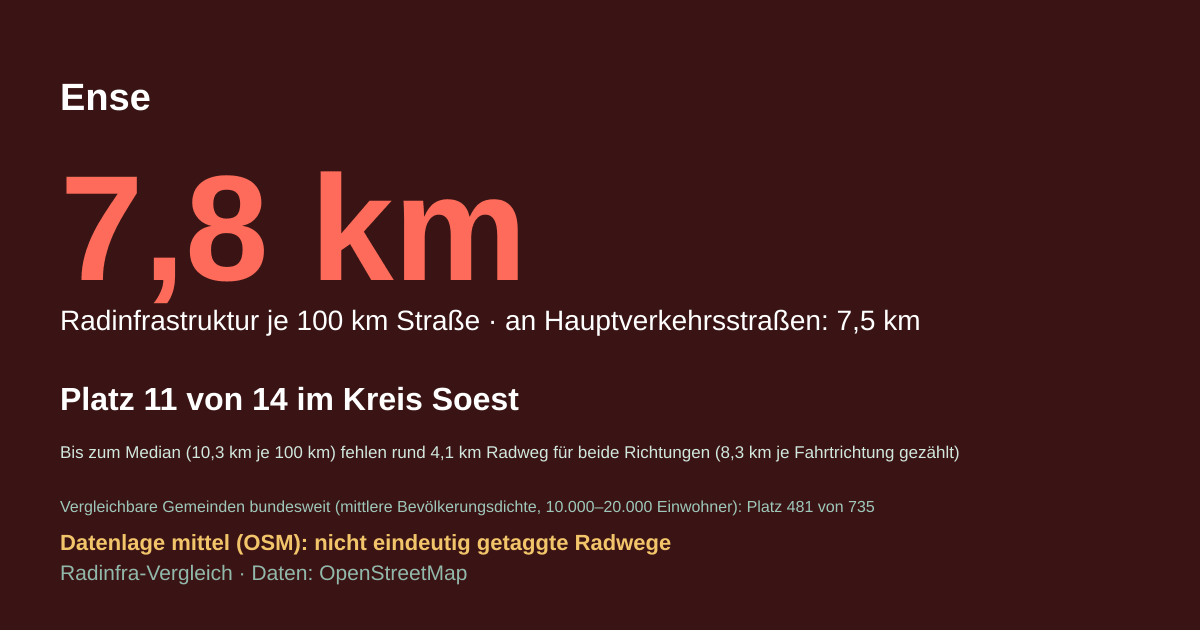 Ense
7,8 km
Radinfrastruktur je 100 km Straße · an Hauptverkehrsstraßen: 7,5 km
Platz 11 von 14 im Kreis Soest
Bis zum Median (10,3 km je 100 km) fehlen rund 4,1 km Radweg für beide Richtungen (8,3 km je Fahrtrichtung gezählt)
Vergleichbare Gemeinden bundesweit (mittlere Bevölkerungsdichte, 10.000–20.000 Einwohner): Platz 481 von 735
Datenlage mittel (OSM): nicht eindeutig getaggte Radwege
Radinfra-Vergleich · Daten: OpenStreetMap